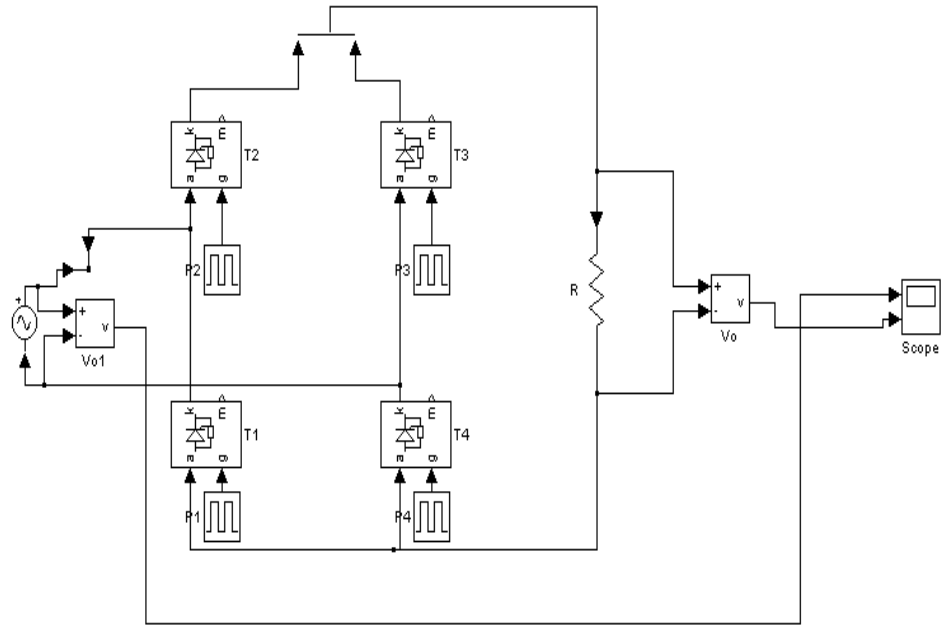 k
m
a
g
T2
k
m
a
g
T3
P2
P3
+
+
-
v
Vo1
R
+
-
v
Vo
Scope
k
m
a
g
T1
k
m
a
g
T4
P1
P4